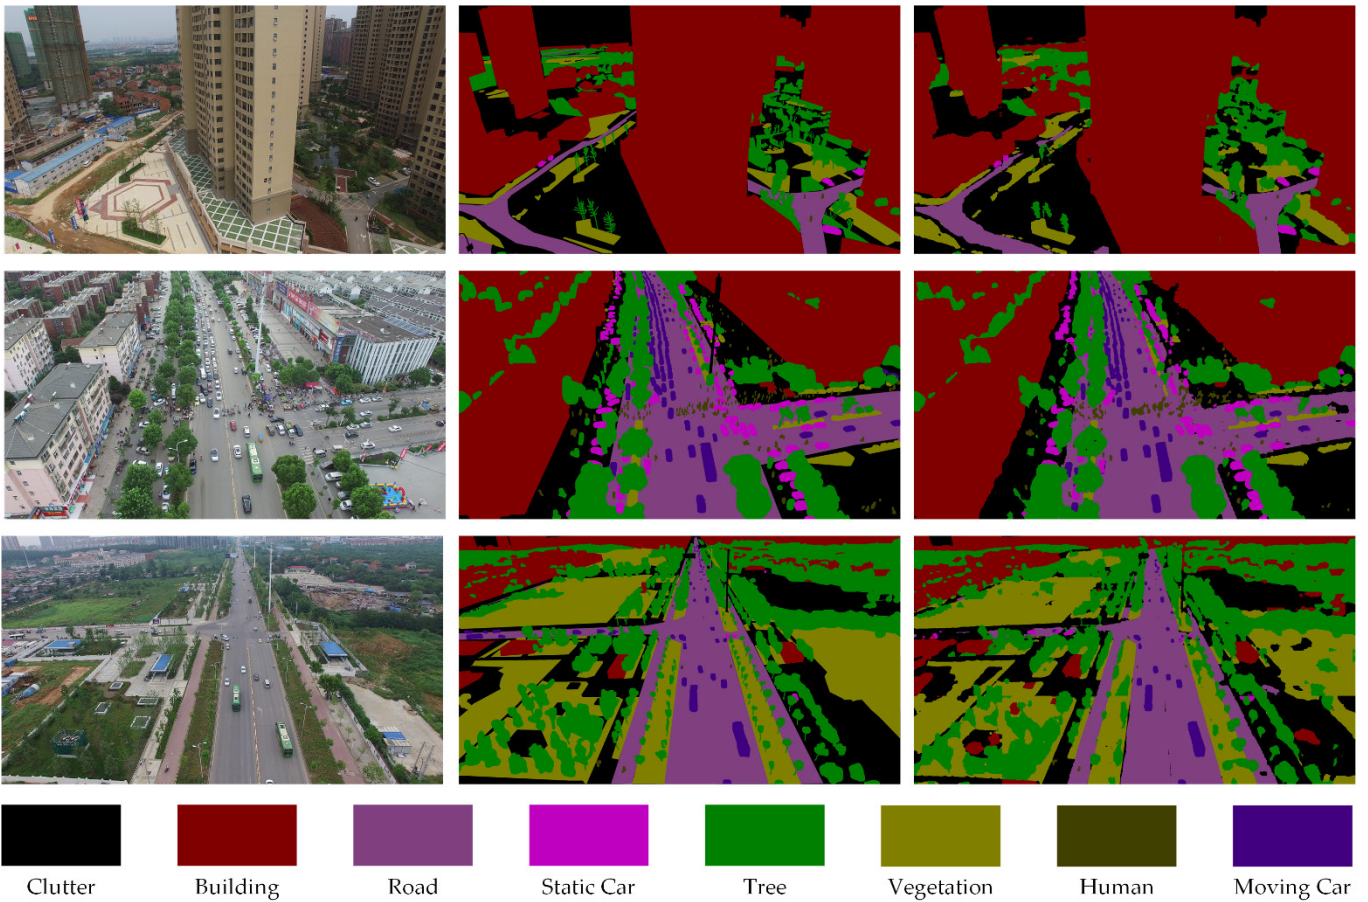 Clutter
Building
Road
Static Car
Tree
Vegetation
Human
Moving Car